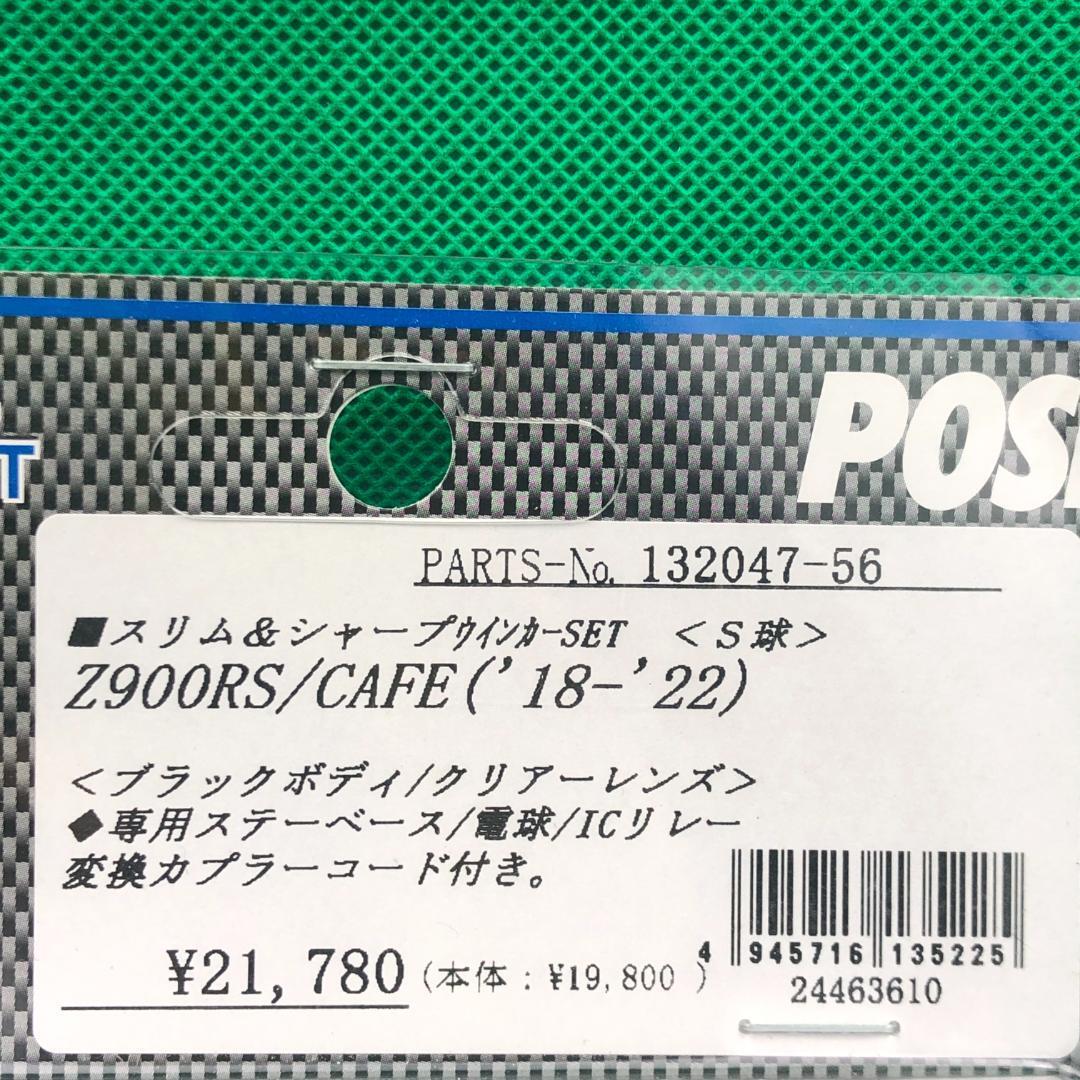 T
POS
PARTS-No. 132047-56
■スリム&シャープウインカーSET <S球>
Z900RS/CAFE('18-'22)
<ブラックボディ/クリアーレンズ>
◆専用ステーベース/電球/ICリレー
変換カプラーコード付き。
¥21,780(本体:¥19,800 )
4 945716 135225
24463610